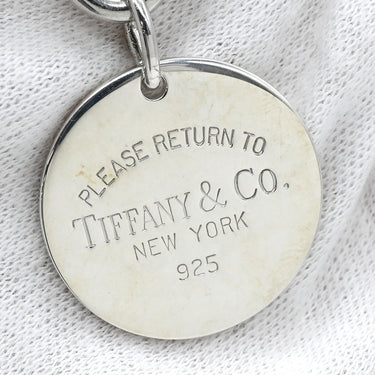 PLEASE RETURN TO
TIFFANY & CO.
NEW YORK
925